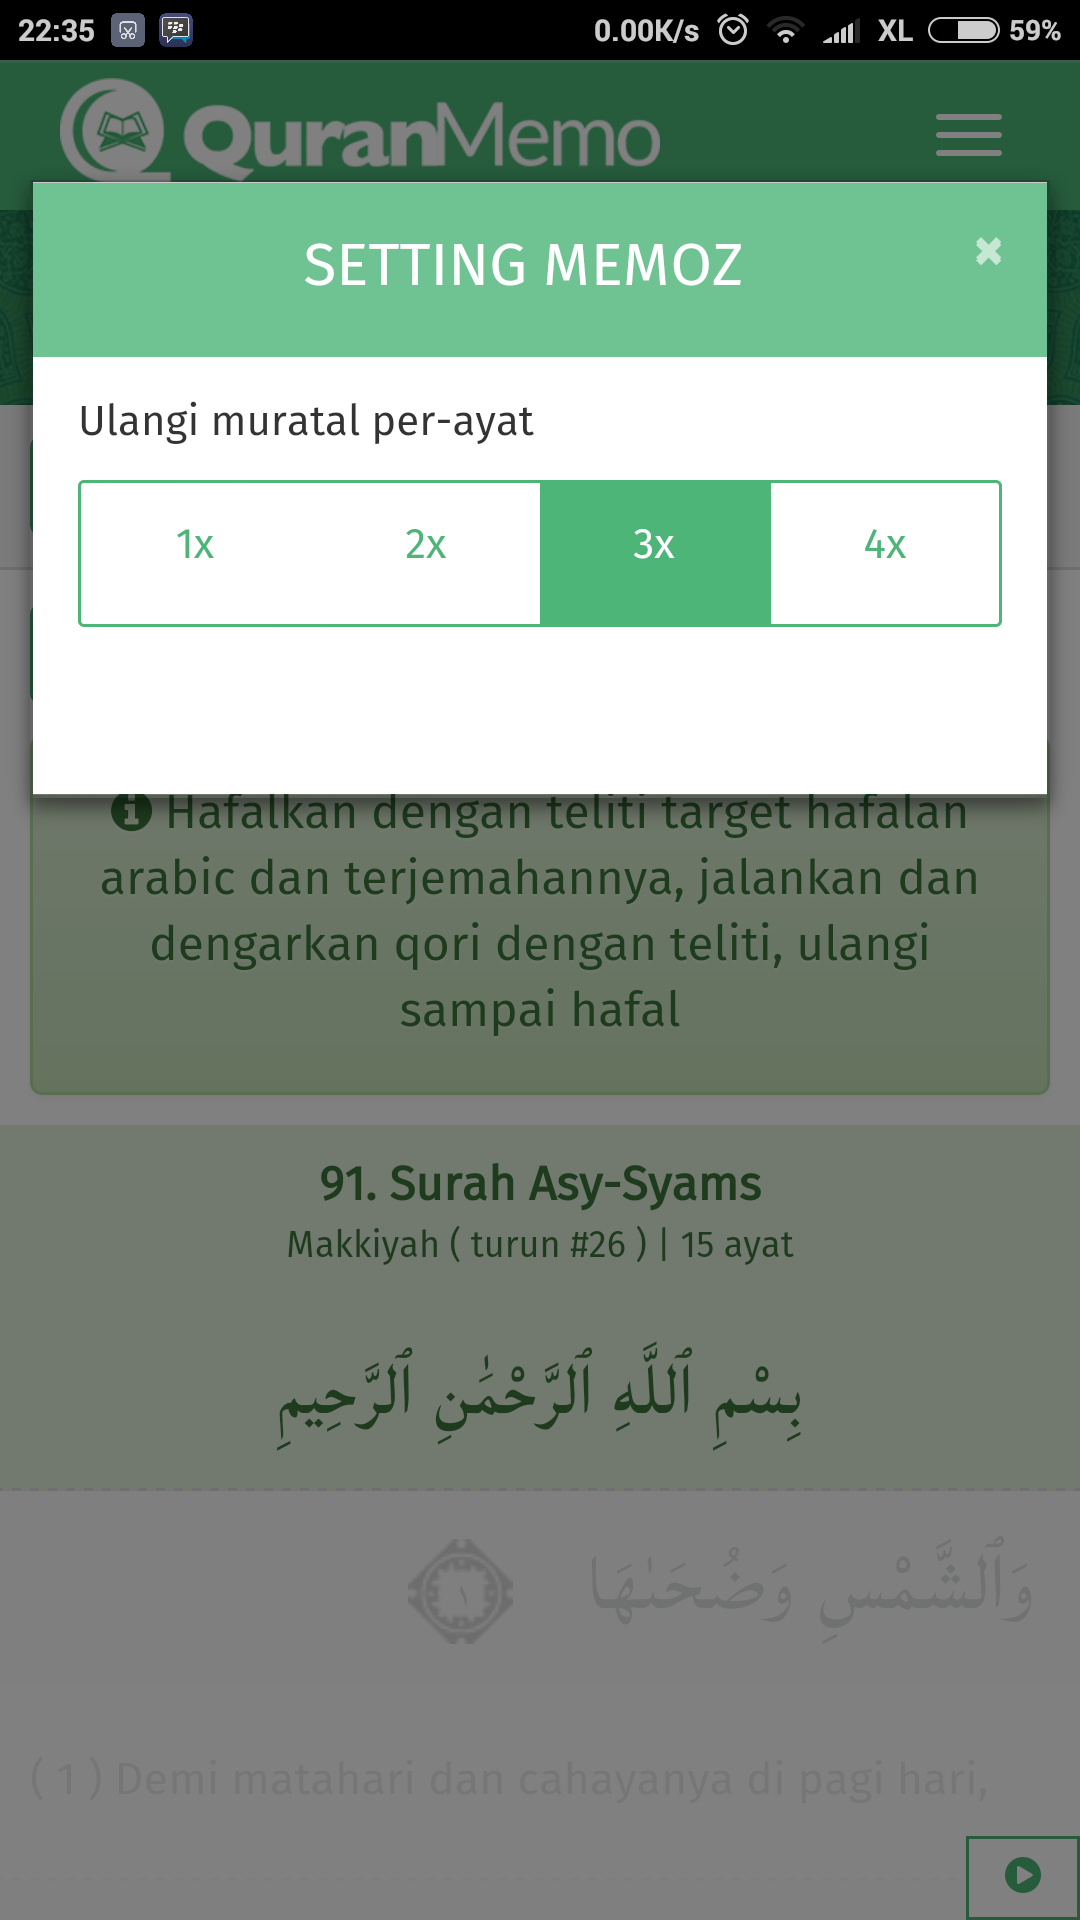 22:35 0.00K/s XL 59%
QuranMemo
SETTING MEMOZ
Ulangi muratal per-ayat
1x 2x 3x 4x
Hafalkan dengan teliti target hafalan
arabic dan terjemahannya, jalankan dan
dengarkan qori dengan teliti, ulangi
sampai hafal
91. Surah Asy-Syams
Makkiyah ( turun #26 ) | 15 ayat
بِسْمِ ٱللَّهِ ٱلرَّحْمَٰنِ ٱلرَّحِيمِ
وَٱلشَّمْسِ وَضُحَىٰهَا ١
( 1 ) Demi matahari dan cahayanya di pagi hari,